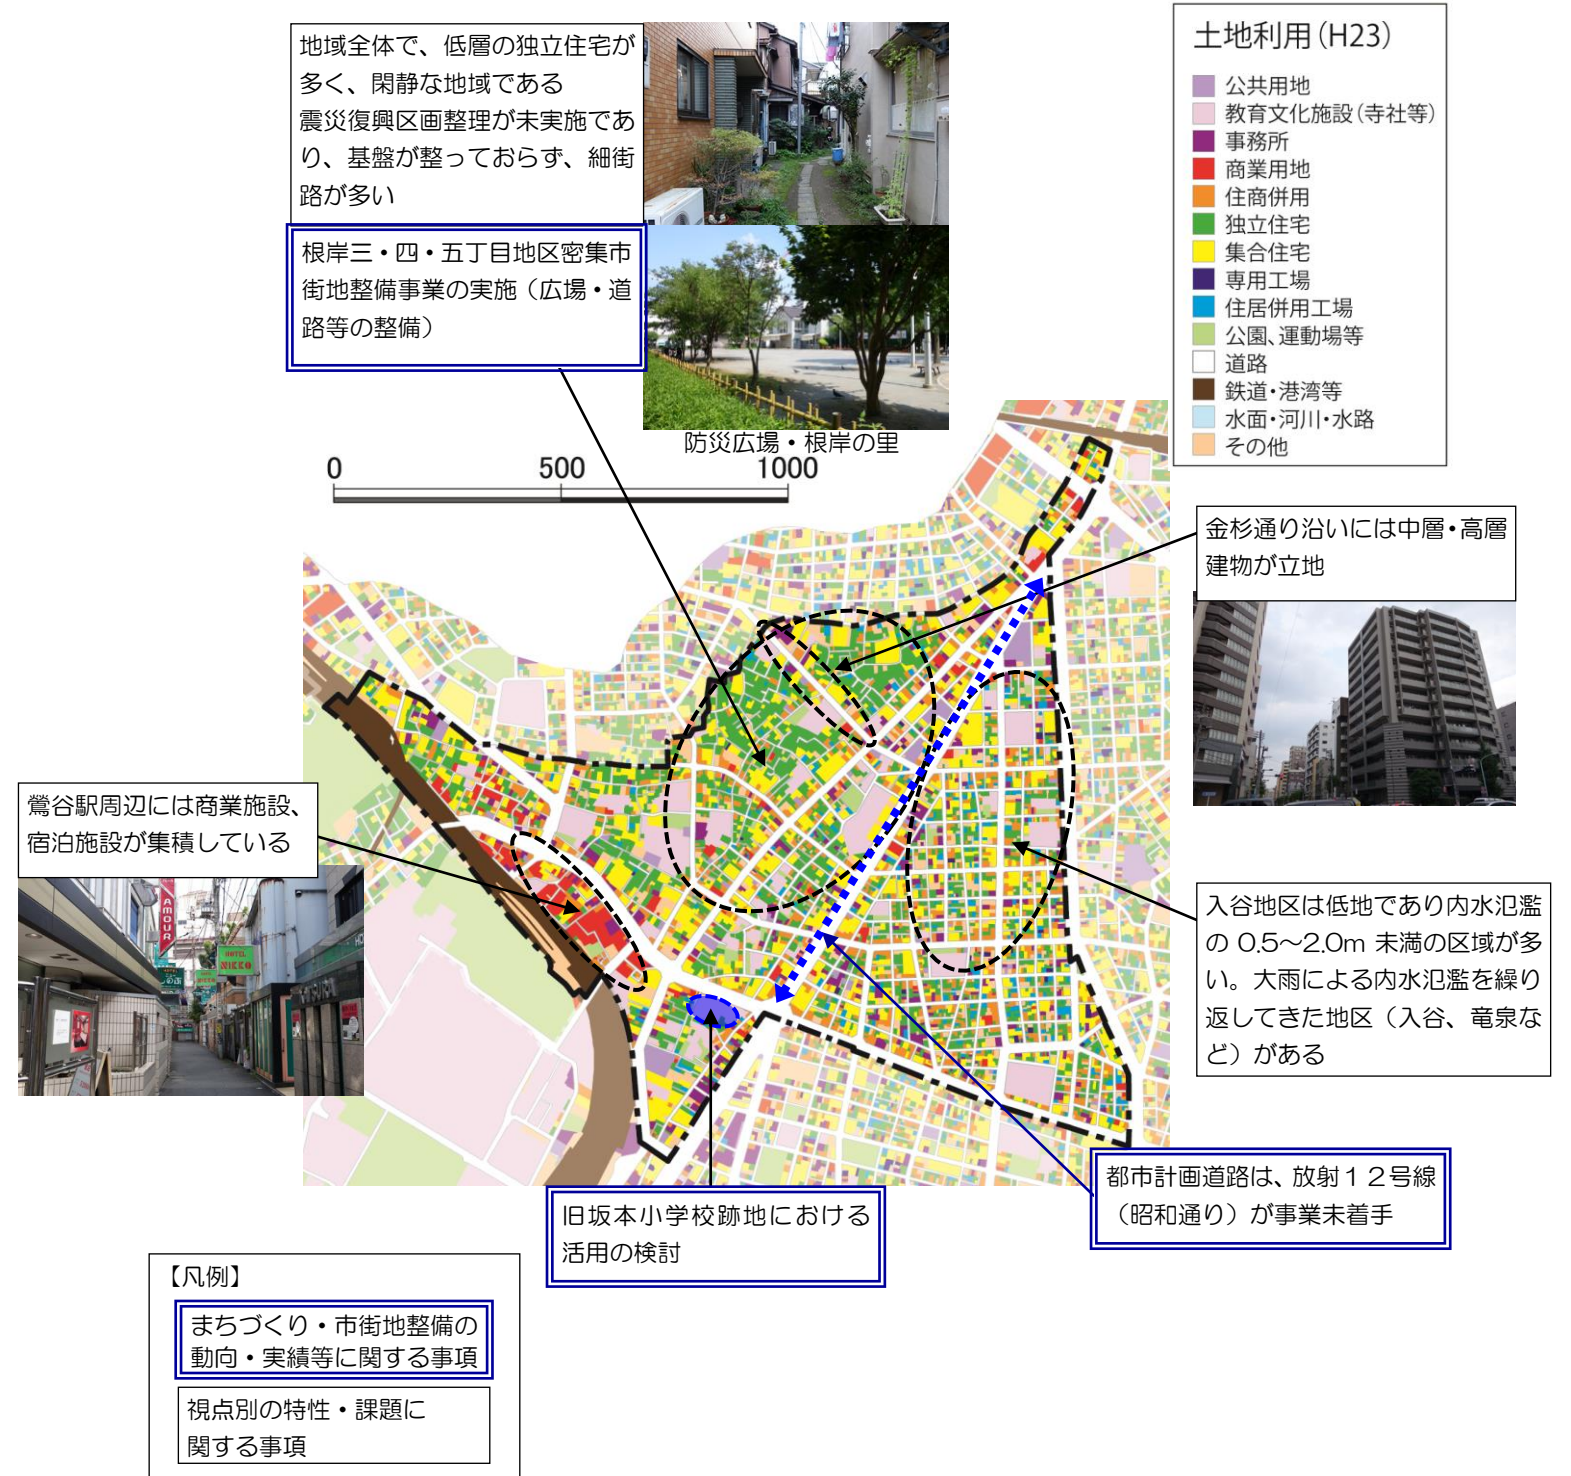 地域全体で、低層の独立住宅が
多く、閑静な地域である
震災復興区画整理が未実施であ
り、基盤が整っておらず、細街
路が多い
根岸三・四・五丁目地区密集市
街地整備事業の実施（広場・道
路等の整備）
防災広場・根岸の里
0 500 1000
土地利用(H23)
公共用地
教育文化施設(寺社等)
事務所
商業用地
住商併用
独立住宅
集合住宅
専用工場
住居併用工場
公園、運動場等
道路
鉄道・港湾等
水面・河川・水路
その他
金杉通り沿いには中層・高層
建物が立地
鶯谷駅周辺には商業施設、
宿泊施設が集積している
AMOUR
HOTEL
NIKKO
入谷地区は低地であり内水氾濫
の 0.5～2.0m 未満の区域が多
い。大雨による内水氾濫を繰り
返してきた地区（入谷、竜泉な
ど）がある
都市計画道路は、放射１２号線
（昭和通り）が事業未着手
旧坂本小学校跡地における
活用の検討
【凡例】
まちづくり・市街地整備の
動向・実績等に関する事項
視点別の特性・課題に
関する事項